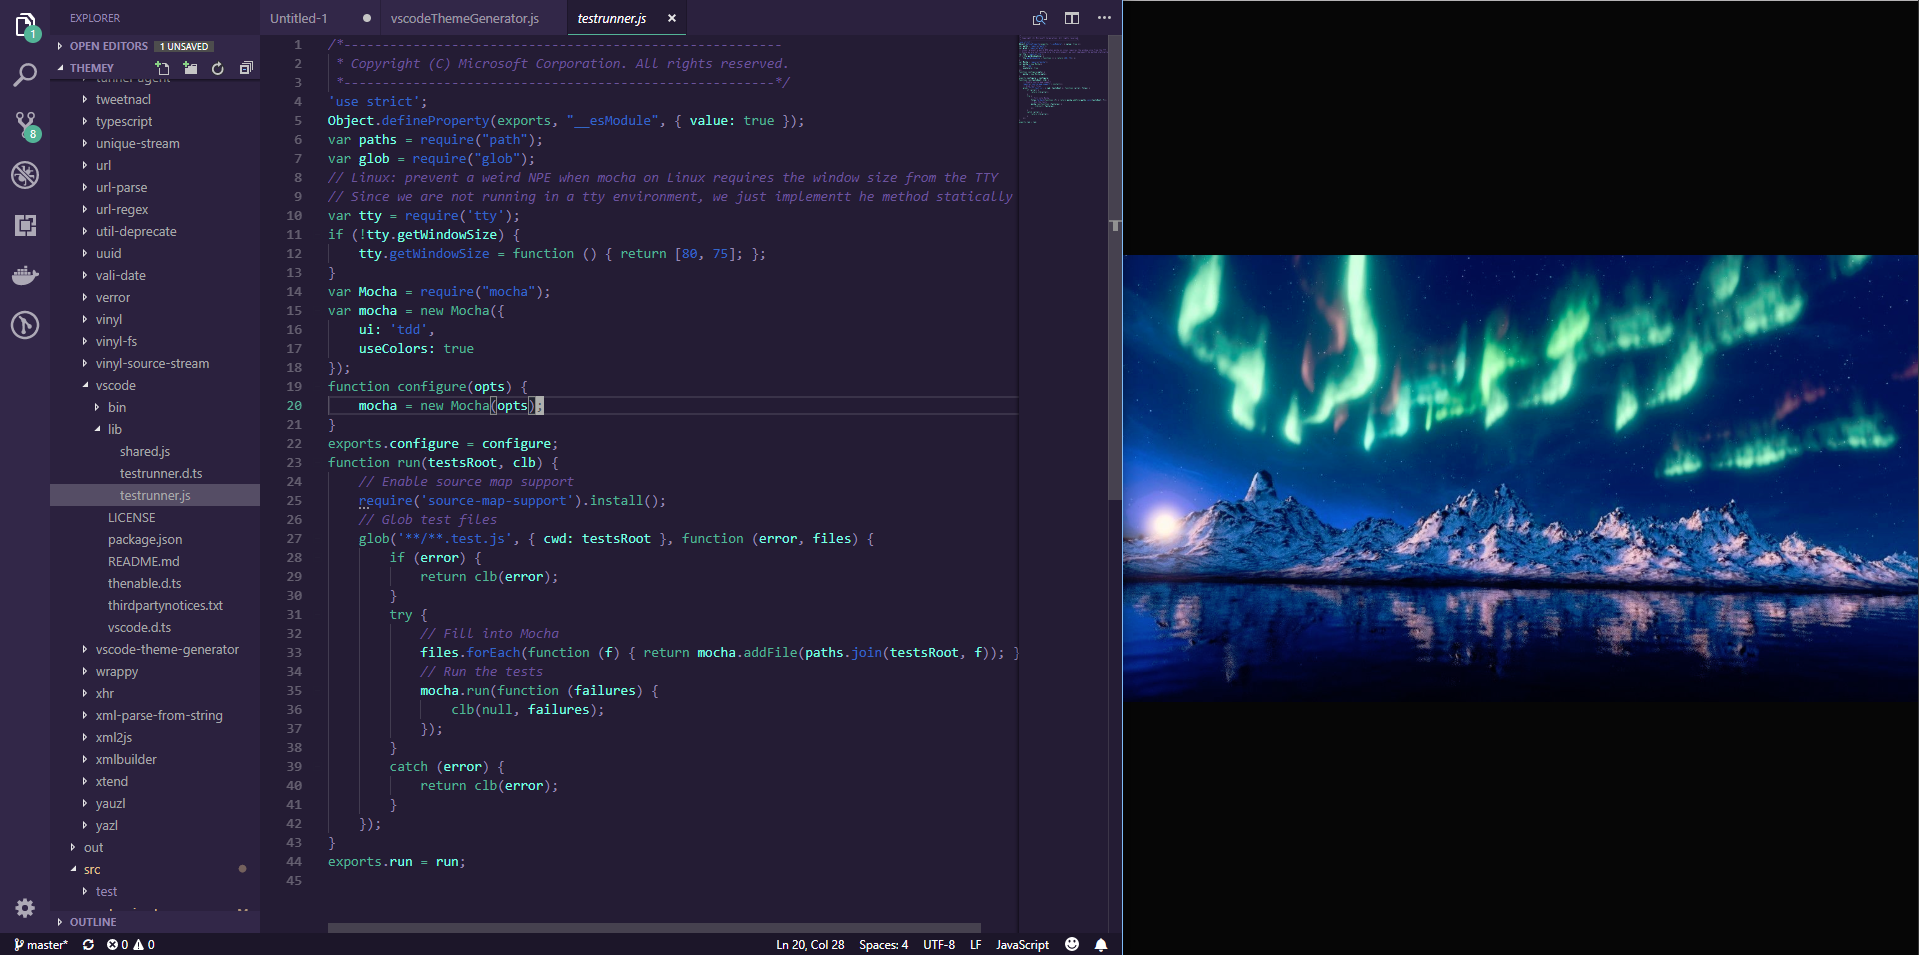 EXPLORER
OPEN EDITORS 1 UNSAVED
THEMEY
tunnel-agent
tweetnacl
typescript
unique-stream
url
url-parse
url-regex
util-deprecate
uuid
vali-date
verror
vinyl
vinyl-fs
vinyl-source-stream
vscode
bin
lib
shared.js
testrunner.d.ts
testrunner.js
LICENSE
package.json
README.md
thenable.d.ts
thirdpartynotices.txt
vscode.d.ts
vscode-theme-generator
wrappy
xhr
xml-parse-from-string
xml2js
xmlbuilder
xtend
yauzl
yazl
out
src
test
OUTLINE
1
8
Untitled-1 vscodeThemeGenerator.js testrunner.js
1 /*---------------------------------------------------------
2  * Copyright (C) Microsoft Corporation. All rights reserved.
3  *--------------------------------------------------------*/
4 'use strict';
5 Object.defineProperty(exports, "__esModule", { value: true });
6 var paths = require("path");
7 var glob = require("glob");
8 // Linux: prevent a weird NPE when mocha on Linux requires the window size from the TTY
9 // Since we are not running in a tty environment, we just implementt he method statically
10 var tty = require('tty');
11 if (!tty.getWindowSize) {
12     tty.getWindowSize = function () { return [80, 75]; };
13 }
14 var Mocha = require("mocha");
15 var mocha = new Mocha({
16     ui: 'tdd',
17     useColors: true
18 });
19 function configure(opts) {
20     mocha = new Mocha(opts);
21 }
22 exports.configure = configure;
23 function run(testsRoot, clb) {
24     // Enable source map support
25     require('source-map-support').install();
26     // Glob test files
27     glob('**/**.test.js', { cwd: testsRoot }, function (error, files) {
28         if (error) {
29             return clb(error);
30         }
31         try {
32             // Fill into Mocha
33             files.forEach(function (f) { return mocha.addFile(paths.join(testsRoot, f)); }
34             // Run the tests
35             mocha.run(function (failures) {
36                 clb(null, failures);
37             });
38         }
39         catch (error) {
40             return clb(error);
41         }
42     });
43 }
44 exports.run = run;
45
master* 0 0 Ln 20, Col 28 Spaces: 4 UTF-8 LF JavaScript